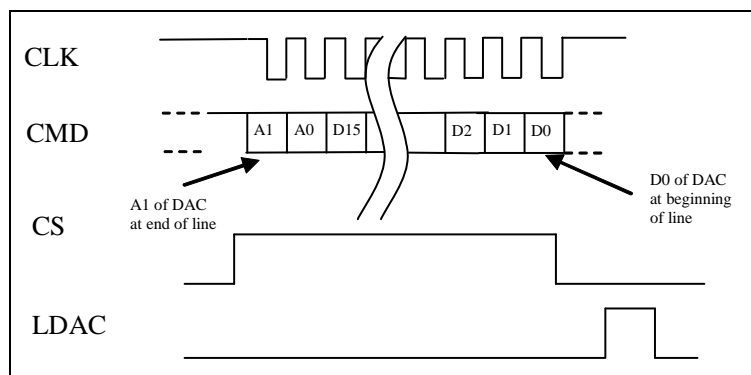 CLK
CMD
A1 A0 D15 D2 D1 D0
A1 of DAC
at end of line
D0 of DAC
at beginning
of line
CS
LDAC